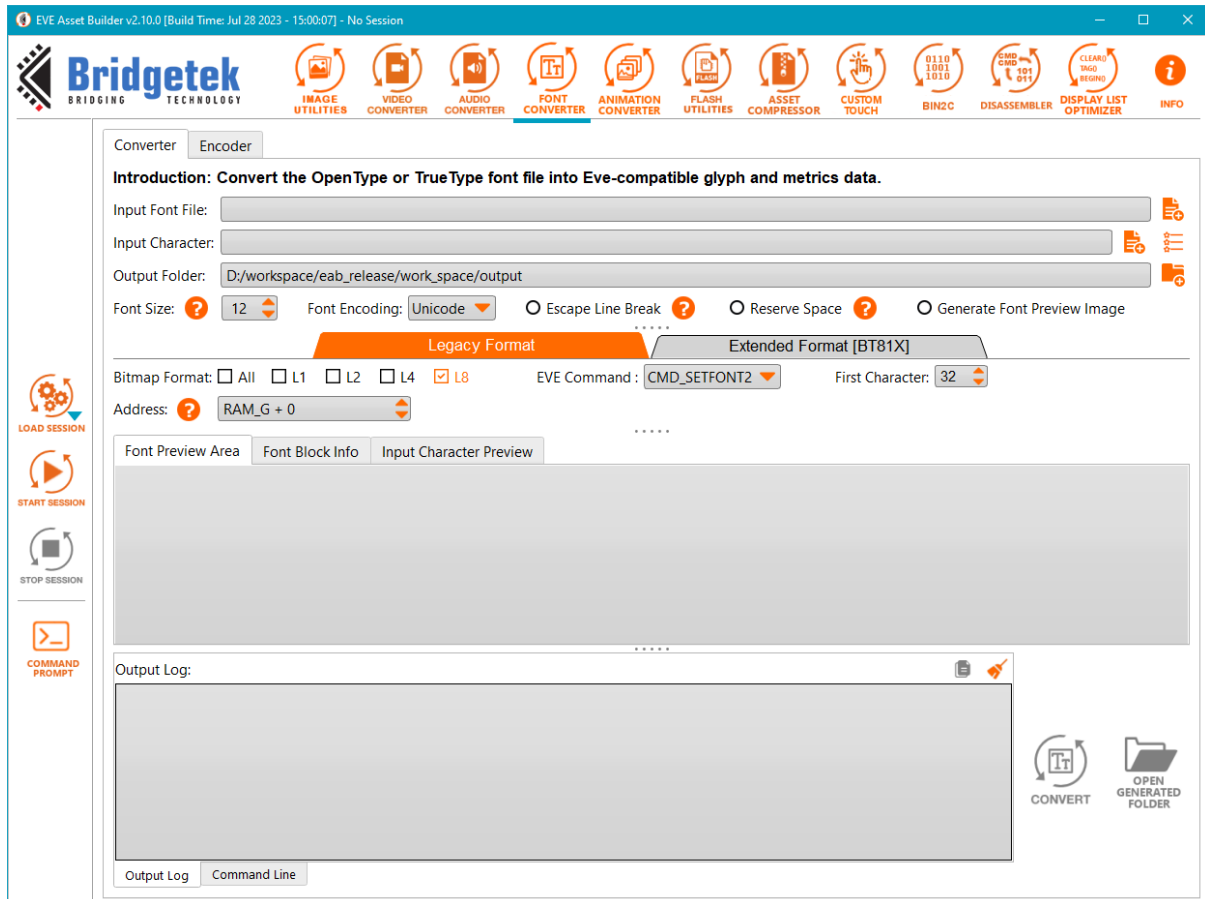 EVE Asset Builder v2.10.0 [Build Time: Jul 28 2023 - 15:00:07] - No Session
Bridgetek
BRIDGING TECHNOLOGY
IMAGE UTILITIES
VIDEO CONVERTER
AUDIO CONVERTER
FONT CONVERTER
ANIMATION CONVERTER
FLASH
FLASH UTILITIES
ASSET COMPRESSOR
CUSTOM TOUCH
0110
1001
1010
BIN2C
CMD
CMD
101
011
DISASSEMBLER
CLEAR()
TAG()
BEGIN()
DISPLAY LIST OPTIMIZER
INFO
Converter Encoder
Introduction: Convert the OpenType or TrueType font file into Eve-compatible glyph and metrics data.
Input Font File:
Input Character:
Output Folder: D:/workspace/eab_release/work_space/output
Font Size: ? 12 Font Encoding: Unicode Escape Line Break ? Reserve Space ? Generate Font Preview Image
Legacy Format Extended Format [BT81X]
Bitmap Format: All L1 L2 L4 L8 EVE Command : CMD_SETFONT2 First Character: 32
Address: ? RAM_G + 0
LOAD SESSION
START SESSION
STOP SESSION
COMMAND PROMPT
Font Preview Area Font Block Info Input Character Preview
Output Log:
CONVERT
OPEN GENERATED FOLDER
Output Log Command Line